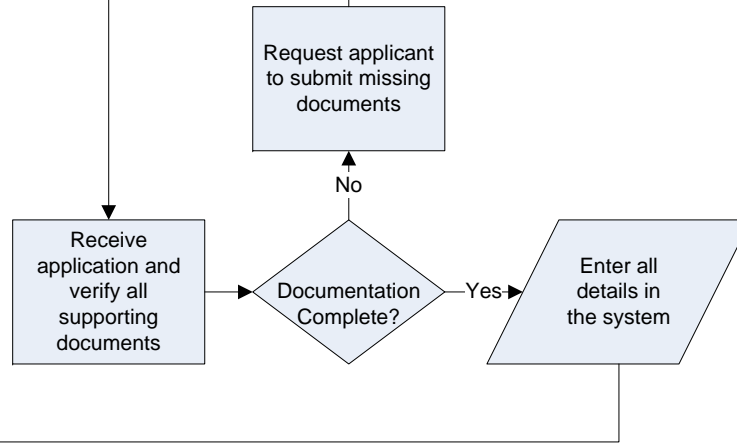 Request applicant
to submit missing
documents
No
Receive
application and
verify all
supporting
documents
Documentation
Complete?
Yes
Enter all
details in
the system